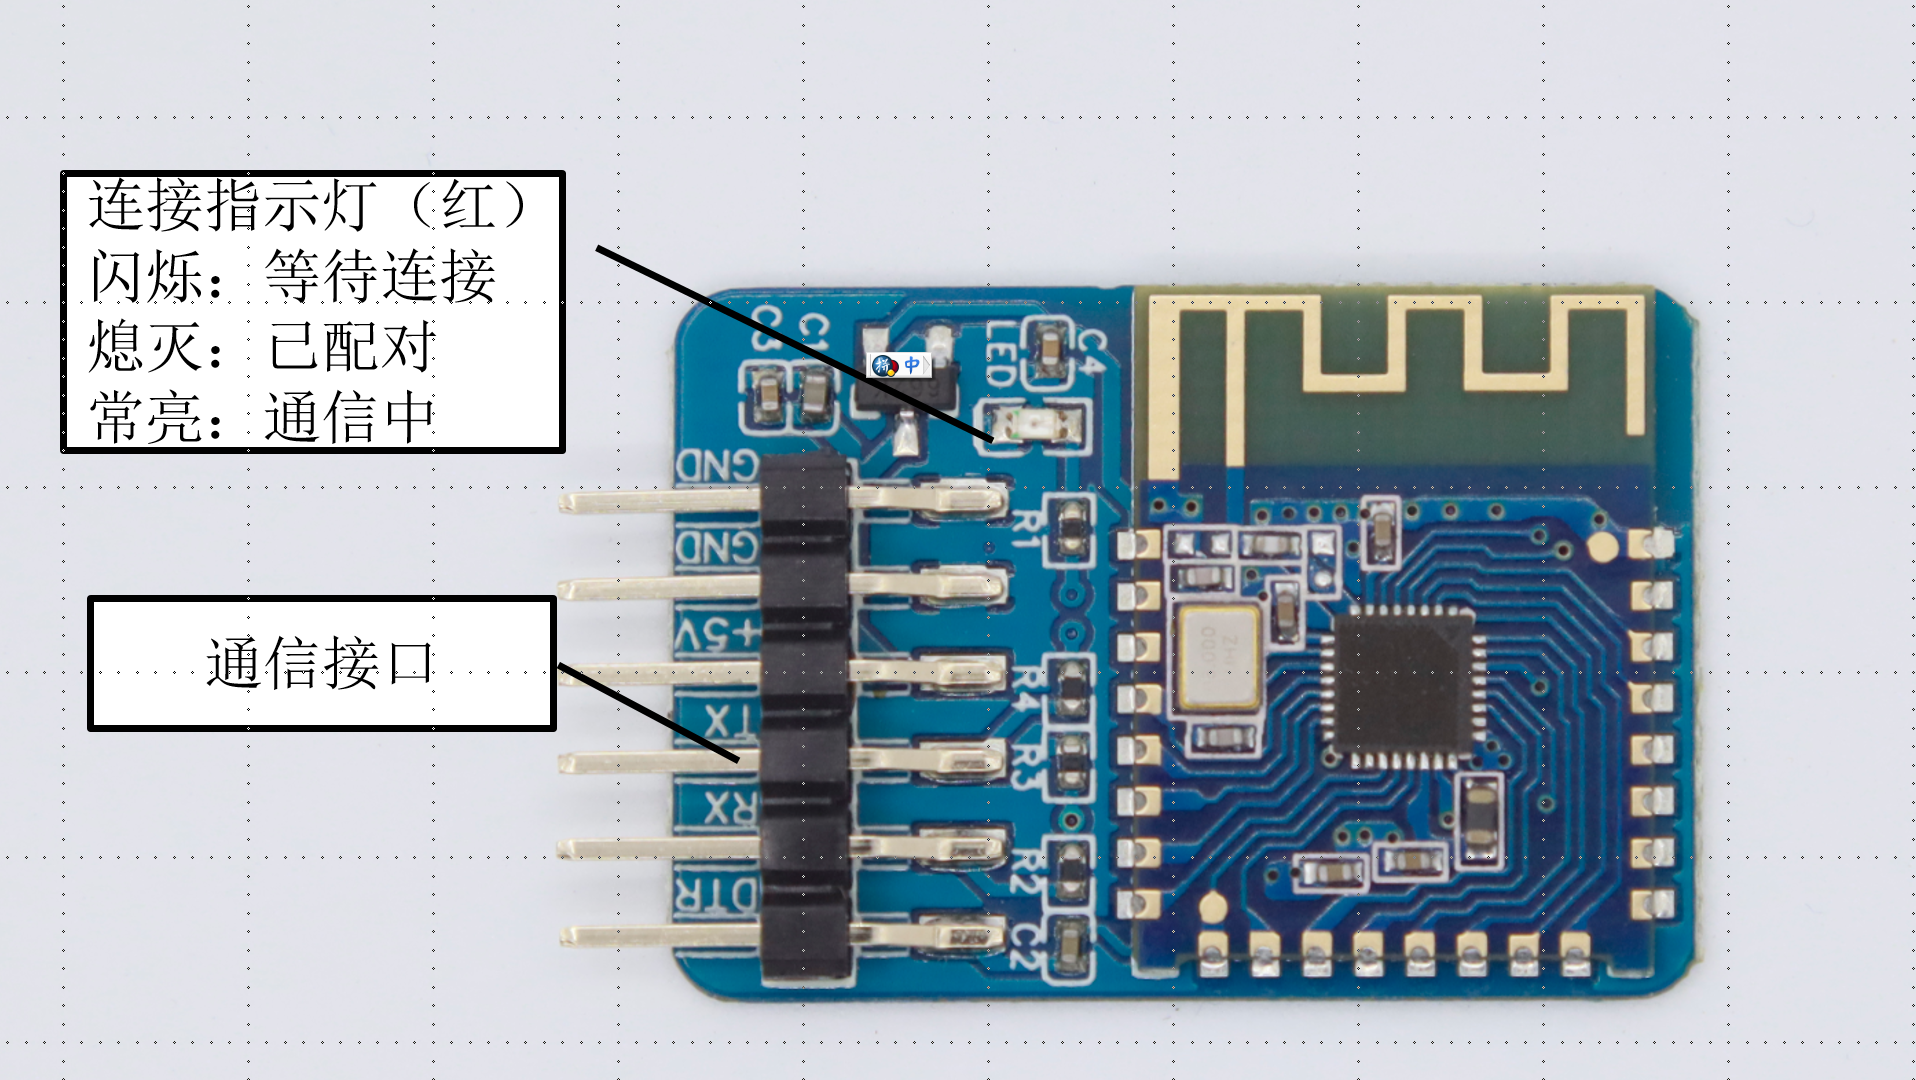 连接指示灯（红）
闪烁：等待连接
熄灭：已配对
常亮：通信中
通信接口
C3
C1
拼 中
LED
C4
GND
GND
+5V
TX
RX
DTR
R1
R4
R3
R2
C2